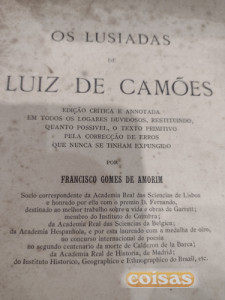 OS LUSIADAS
DE
LUIZ DE CAMÕES
EDIÇÃO CRITICA E ANNOTADA
EM TODOS OS LOGARES DUVIDOSOS, RESTITUINDO,
QUANTO POSSIVEL, O TEXTO PRIMITIVO
PELA CORRECÇÃO DE ERROS
QUE NUNCA SE TINHAM EXPUNGIDO
POR
FRANCISCO GOMES DE AMORIM
Socio correspondente da Academia Real das Sciencias de Lisboa
e honrado por ella com o premio D. Fernando,
destinado ao melhor trabalho sobre a vida e obras de Garrett;
membro do Instituto de Coimbra;
da Academia Real das Sciencias da Belgica;
da Academia Hespanhola, e por esta laureado com a medalha de oiro,
no concurso internacional de poesia
no segundo centenario da morte de Calderon de la Barca;
da Academia Real de Historia, de Madrid;
do Instituto Historico, Geographico e Ethnographico do Brasil, etc.
coisas